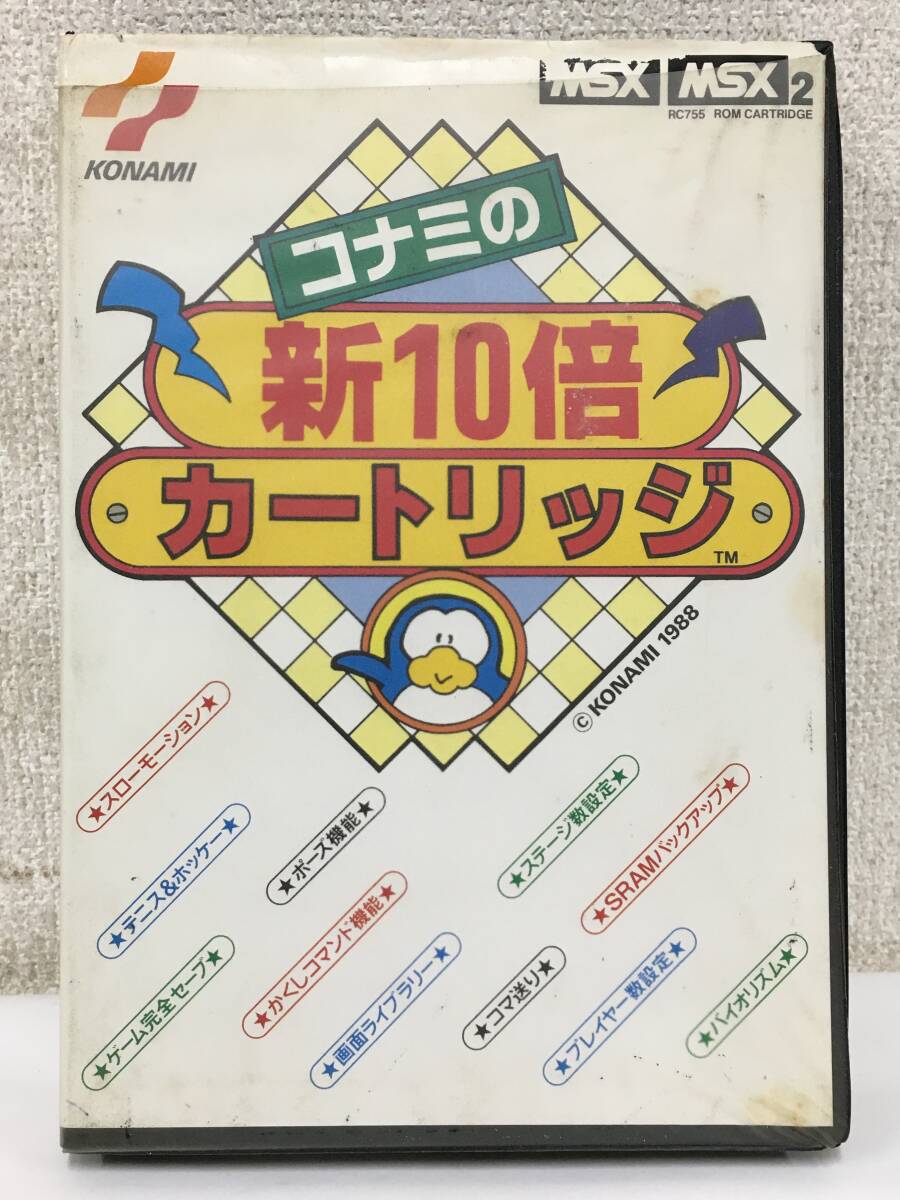 KONAMI
MSX MSX2
RC755 ROM CARTRIDGE
コナミの
新10倍
カートリッジ
TM
© KONAMI 1988
★スローモーション★
★テニス&ホッケー★
★ポーズ機能★
★ステージ数設定★
★SRAMバックアップ★
★ゲーム完全セーブ★
★かくしコマンド機能★
★画面ライブラリー★
★コマ送り★
★プレイヤー数設定★
★バイオリズム★